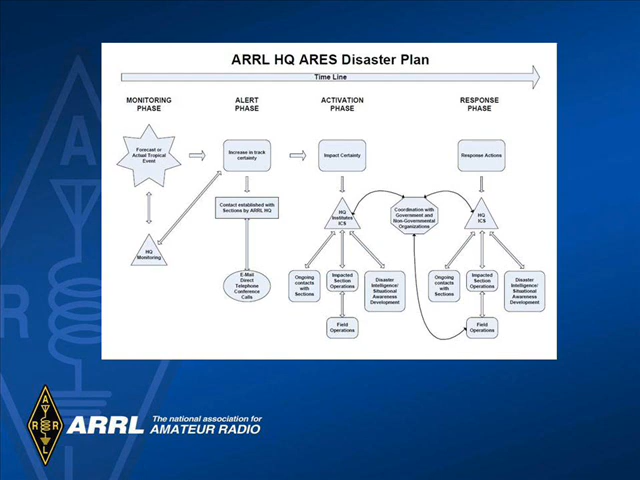 ARRL HQ ARES Disaster Plan
Time Line
MONITORING
PHASE
ALERT
PHASE
ACTIVATION
PHASE
RESPONSE
PHASE
Forecast or
Actual Tropical
Event
Increase in track
certainty
Impact Certainty
Response Actions
Contact established with
Sections by ARRL HQ
HQ
Institutes
ICS
Coordination with
Government and
Non-Governmental
Organizations
HQ
ICS
HQ
Monitoring
E-Mail
Direct
Telephone
Conference
Calls
Ongoing
contacts
with
Sections
Impacted
Section
Operations
Disaster
Intelligence/
Situational
Awareness
Development
Ongoing
contacts
with
Sections
Impacted
Section
Operations
Disaster
Intelligence/
Situational
Awareness
Development
Field
Operations
Field
Operations
A
R R
L
ARRL
The national association for
AMATEUR RADIO